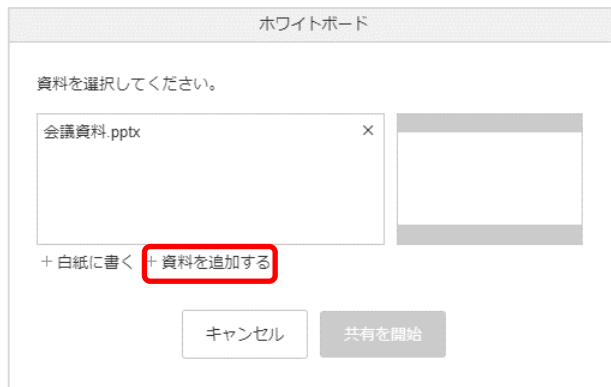 ホワイトボード
資料を選択してください。
会議資料.pptx ×
+白紙に書く +資料を追加する
キャンセル 共有を開始